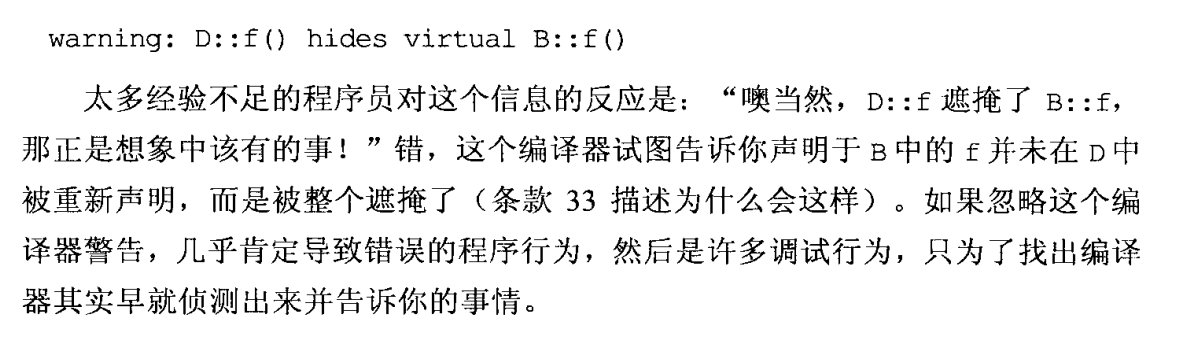 warning: D::f() hides virtual B::f()
太多经验不足的程序员对这个信息的反应是：“噢当然，D::f 遮掩了 B::f，
那正是想象中该有的事！”错，这个编译器试图告诉你声明于 B 中的 f 并未在 D 中
被重新声明，而是被整个遮掩了（条款 33 描述为什么会这样）。如果忽略这个编
译器警告，几乎肯定导致错误的程序行为，然后是许多调试行为，只为了找出编译
器其实早就侦测出来并告诉你的事情。